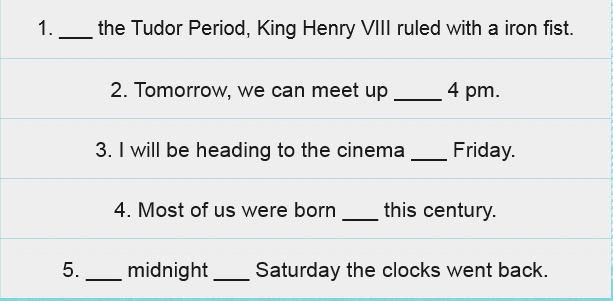 1. ___ the Tudor Period, King Henry VIII ruled with a iron fist.
2. Tomorrow, we can meet up ____ 4 pm.
3. I will be heading to the cinema ___ Friday.
4. Most of us were born ___ this century.
5. ___ midnight ___ Saturday the clocks went back.